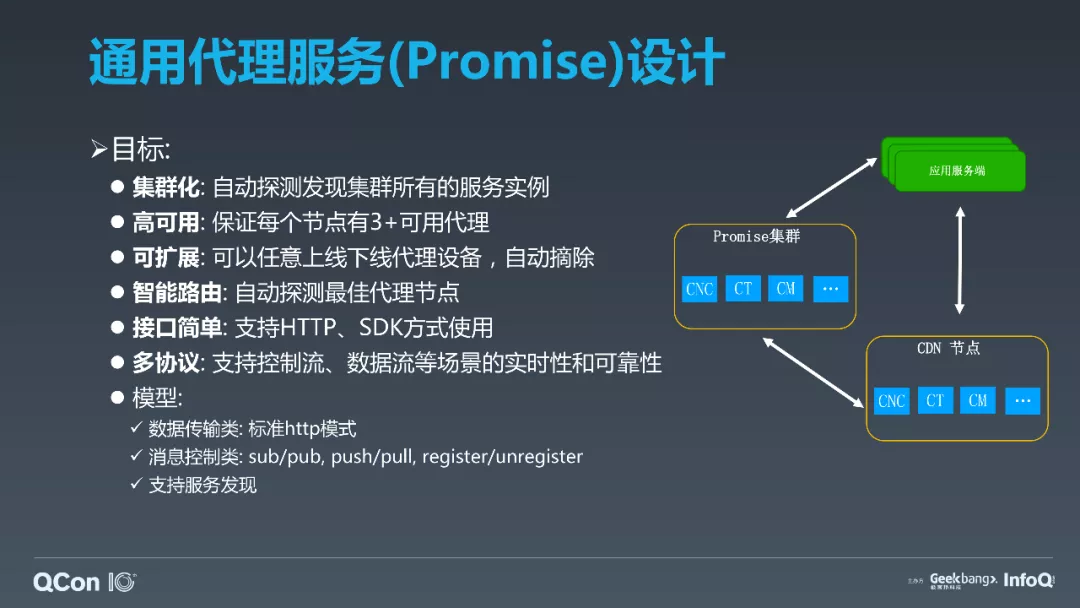 通用代理服务(Promise)设计
目标:
集群化: 自动探测发现集群所有的服务实例
高可用: 保证每个节点有3+可用代理
可扩展: 可以任意上线下线代理设备，自动摘除
智能路由: 自动探测最佳代理节点
接口简单: 支持HTTP、SDK方式使用
多协议: 支持控制流、数据流等场景的实时性和可靠性
模型:
数据传输类: 标准http模式
消息控制类: sub/pub, push/pull, register/unregister
支持服务发现
应用服务端
Promise集群
CNC CT CM ...
CDN 节点
CNC CT CM ...
QCon 10th
主办方 Geekbang> InfoQ
极客邦科技